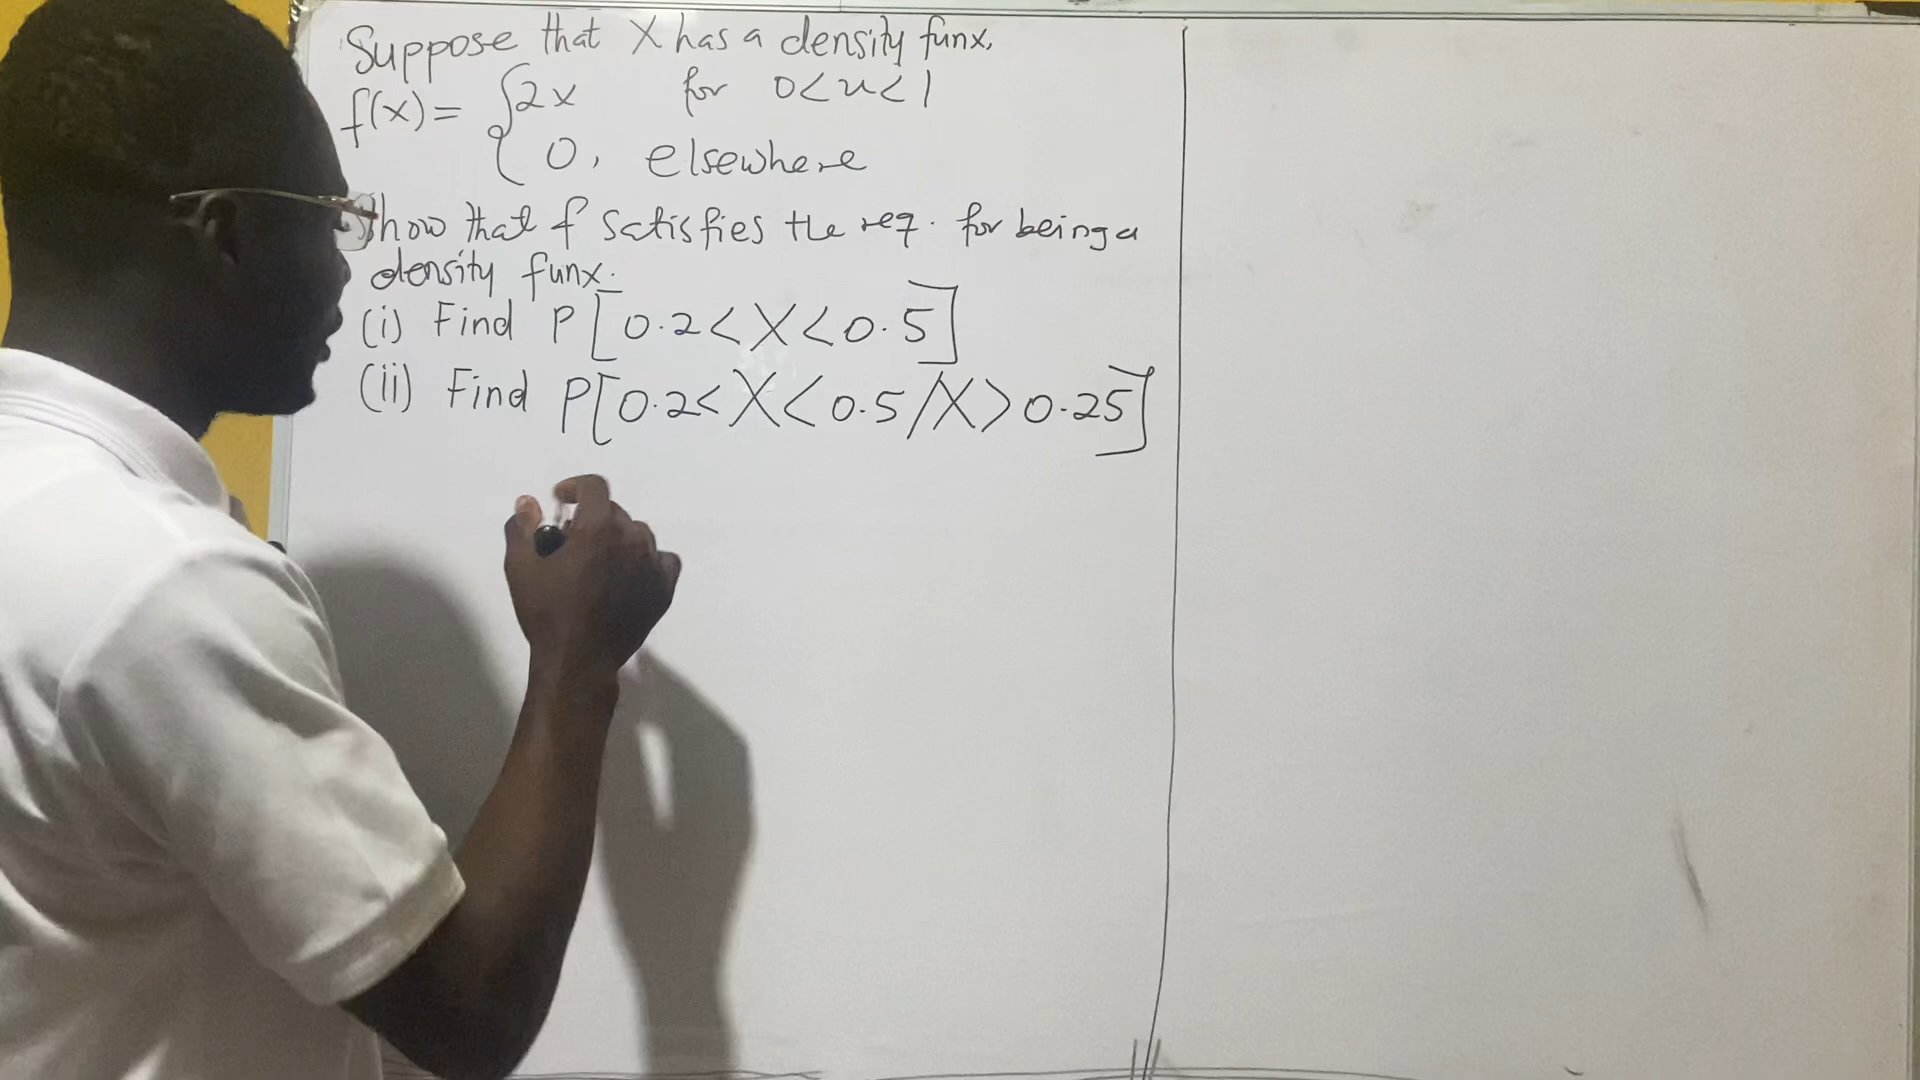 Suppose that X has a density funx,
f(x) = { 2x for 0<x<1
0, elsewhere
Show that f satisfies the req. for being a
density funx.
(i) Find P[0.2<X<0.5]
(ii) Find P[0.2<X<0.5/X>0.25]